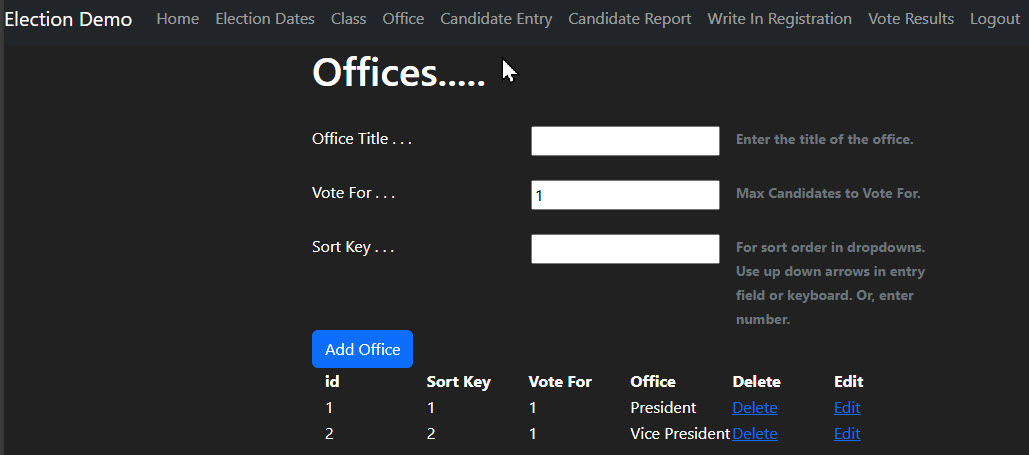 Election Demo Home Election Dates Class Office Candidate Entry Candidate Report Write In Registration Vote Results Logout
Offices.....
Office Title . . . Enter the title of the office.
Vote For . . . 1 Max Candidates to Vote For.
Sort Key . . . For sort order in dropdowns.
Use up down arrows in entry
field or keyboard. Or, enter
number.
Add Office
id Sort Key Vote For Office Delete Edit
1 1 1 President Delete Edit
2 2 1 Vice President Delete Edit